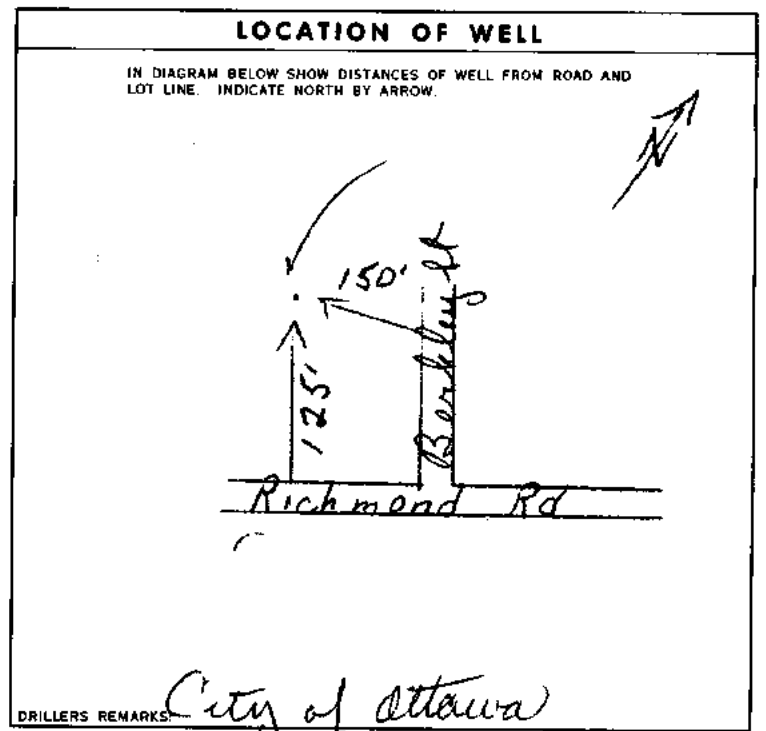 LOCATION OF WELL
IN DIAGRAM BELOW SHOW DISTANCES OF WELL FROM ROAD AND
LOT LINE. INDICATE NORTH BY ARROW.
N
150'
Berkley St
125'
Richmond Rd
DRILLERS REMARKS: City of Ottawa